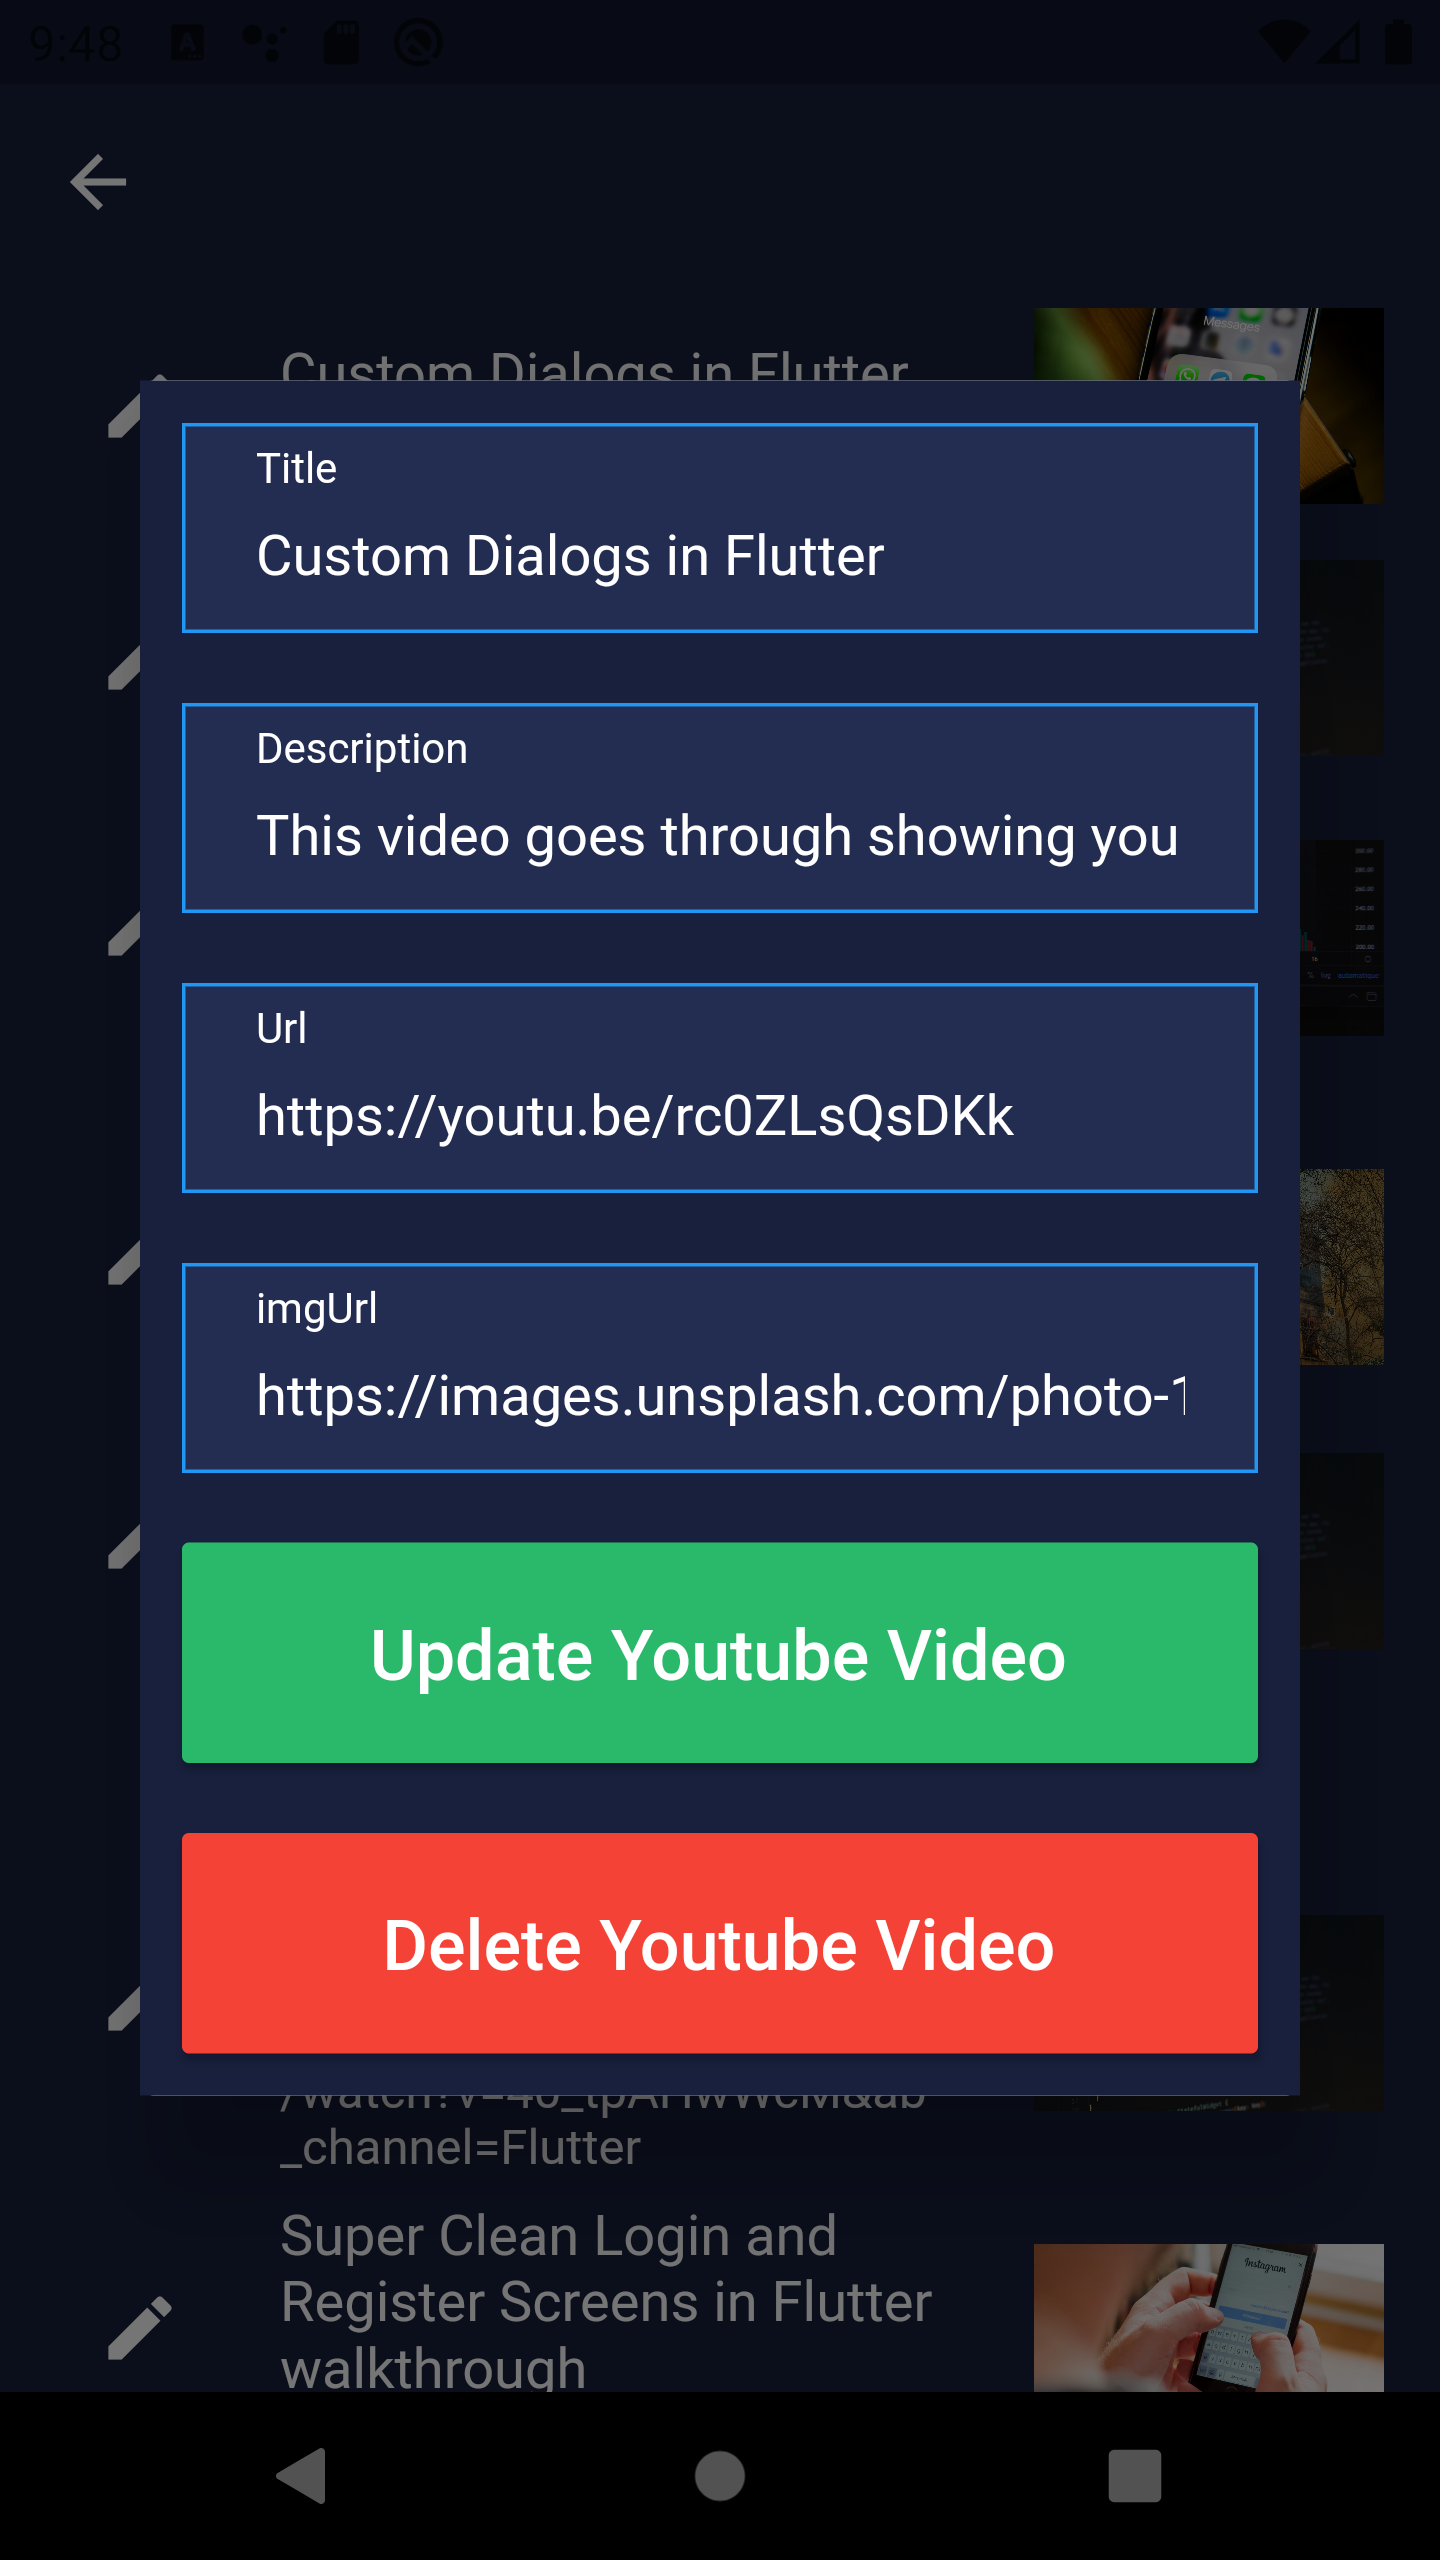 9:48
Custom Dialogs in Flutter
Messages
Title
Custom Dialogs in Flutter
Description
This video goes through showing you
Url
https://youtu.be/rc0ZLsQsDKk
imgUrl
https://images.unsplash.com/photo-1
Update Youtube Video
Delete Youtube Video
_channel=Flutter
Super Clean Login and
Register Screens in Flutter
walkthrough
Instagram